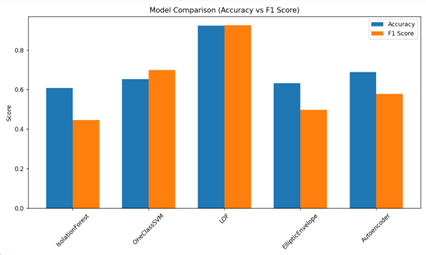 Model Comparison (Accuracy vs F1 Score)
Accuracy
F1 Score
Score
0.8
0.6
0.4
0.2
0.0
IsolationForest
OneClassSVM
LOF
EllipticEnvelope
Autoencoder